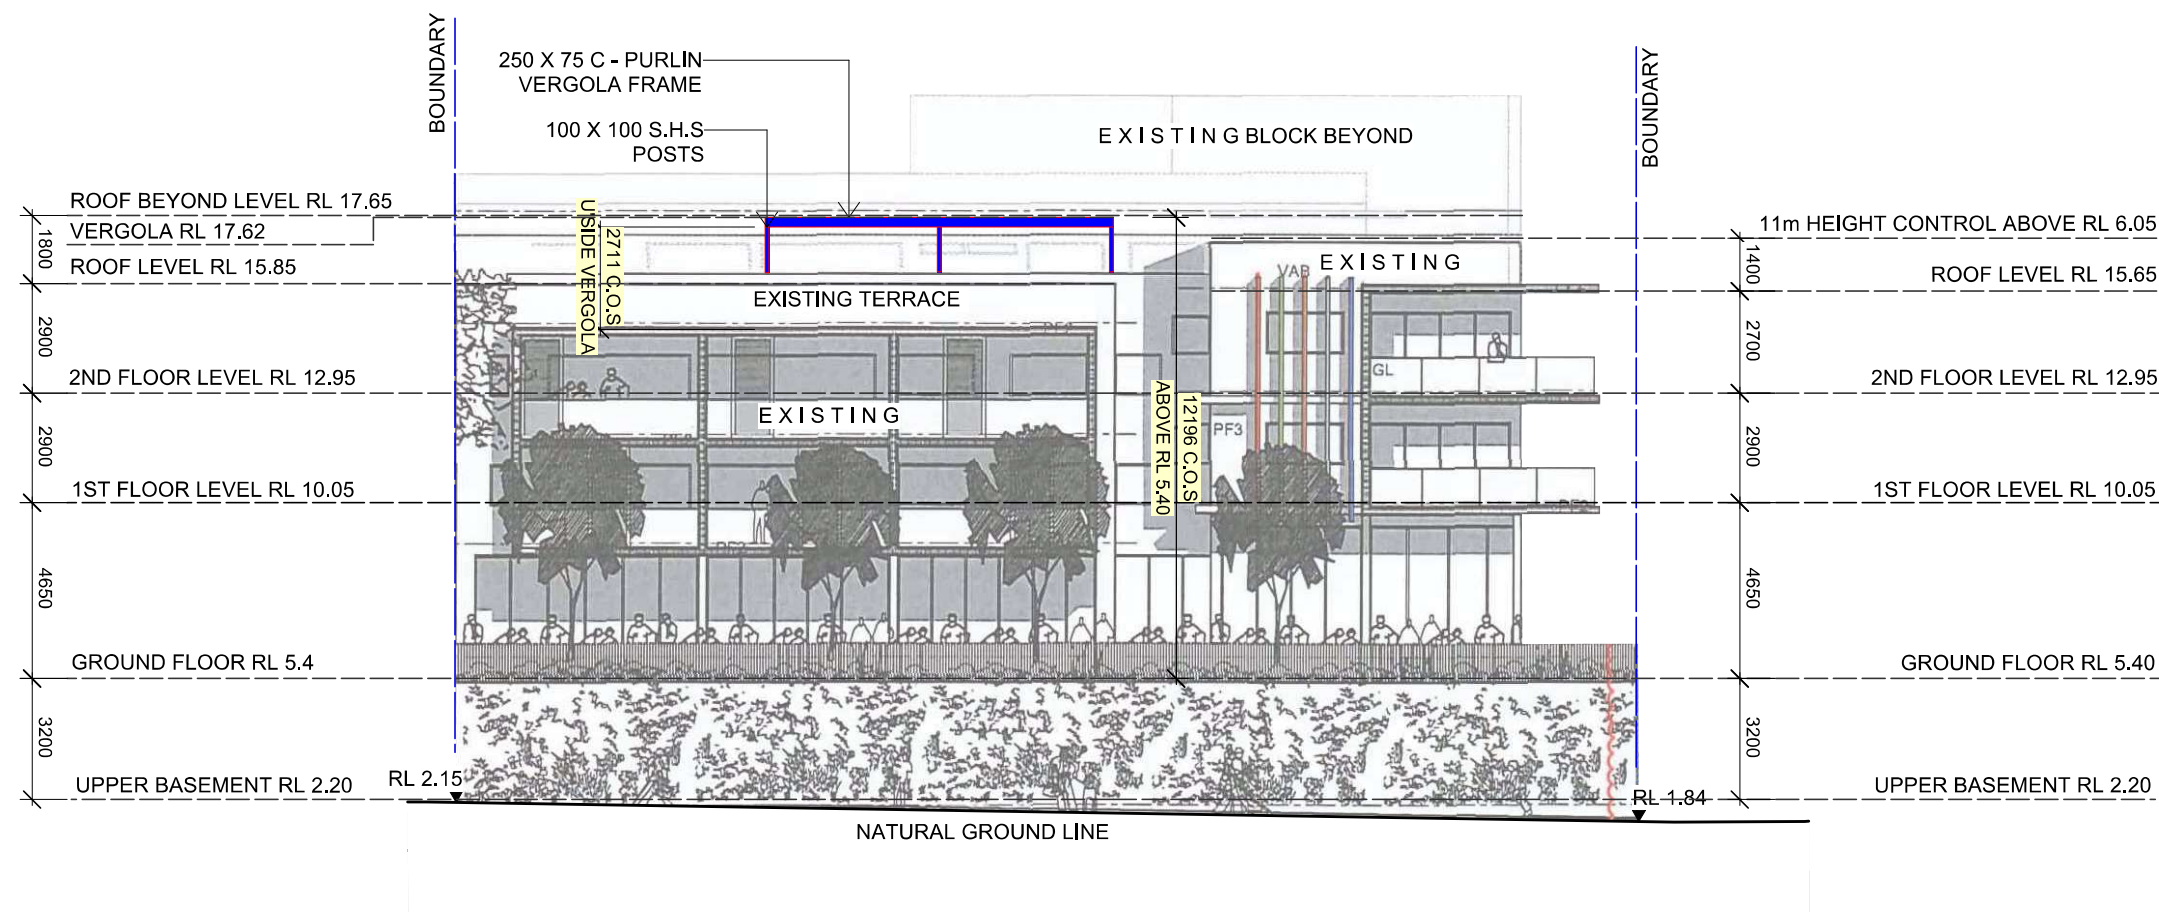 BOUNDARY
250 X 75 C - PURLIN
VERGOLA FRAME
100 X 100 S.H.S
POSTS
EXISTING BLOCK BEYOND
BOUNDARY
ROOF BEYOND LEVEL RL 17.65
VERGOLA RL 17.62
ROOF LEVEL RL 15.85
2ND FLOOR LEVEL RL 12.95
1ST FLOOR LEVEL RL 10.05
GROUND FLOOR RL 5.4
UPPER BASEMENT RL 2.20
1800
2900
2900
4650
3200
2711 C.O.S
U'SIDE VERGOLA
EXISTING TERRACE
EXISTING
EXISTING
VAP
GL
PF3
12196 C.O.S
ABOVE RL 5.40
11m HEIGHT CONTROL ABOVE RL 6.05
ROOF LEVEL RL 15.65
2ND FLOOR LEVEL RL 12.95
1ST FLOOR LEVEL RL 10.05
GROUND FLOOR RL 5.40
UPPER BASEMENT RL 2.20
1400
2700
2900
4650
3200
RL 2.15
RL 1.84
NATURAL GROUND LINE